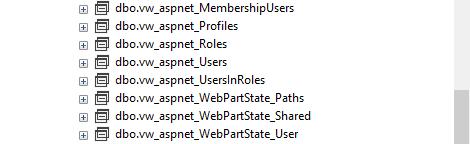 dbo.vw_aspnet_MembershipUsers
dbo.vw_aspnet_Profiles
dbo.vw_aspnet_Roles
dbo.vw_aspnet_Users
dbo.vw_aspnet_UsersInRoles
dbo.vw_aspnet_WebPartState_Paths
dbo.vw_aspnet_WebPartState_Shared
dbo.vw_aspnet_WebPartState_User